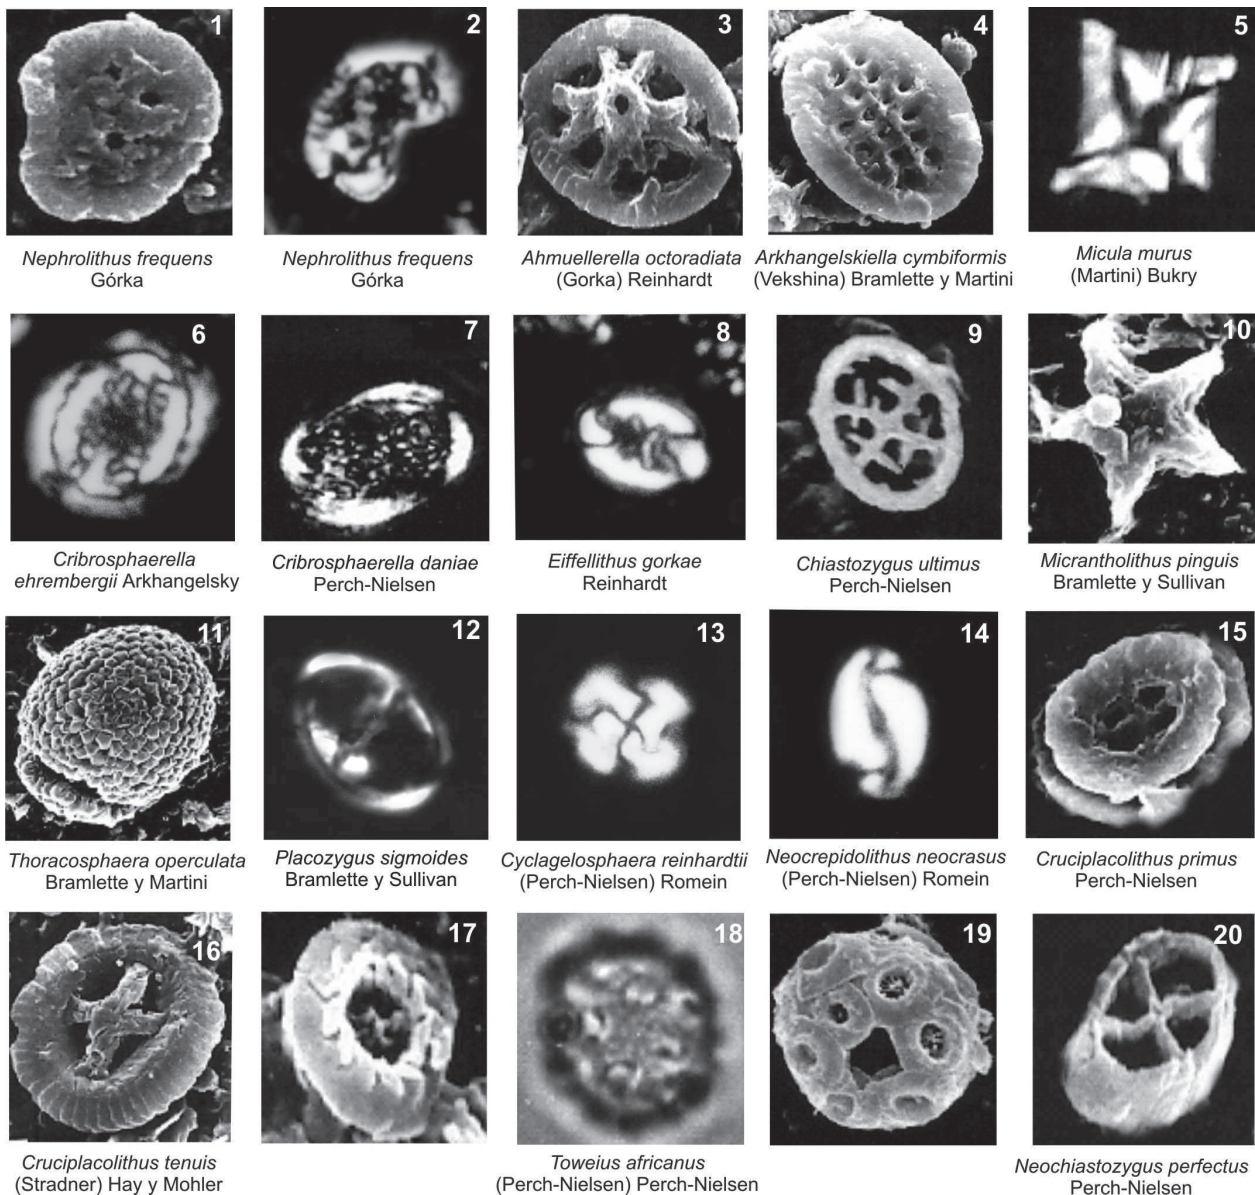 1
2
3
4
5
Nephrolithus frequens
Górka
Nephrolithus frequens
Górka
Ahmuellerella octoradiata
(Gorka) Reinhardt
Arkhangelskiella cymbiformis
(Vekshina) Bramlette y Martini
Micula murus
(Martini) Bukry
6
7
8
9
10
Cribrosphaerella
ehrembergii Arkhangelsky
Cribrosphaerella daniae
Perch-Nielsen
Eiffellithus gorkae
Reinhardt
Chiastozygus ultimus
Perch-Nielsen
Micrantholithus pinguis
Bramlette y Sullivan
11
12
13
14
15
Thoracosphaera operculata
Bramlette y Martini
Placozygus sigmoides
Bramlette y Sullivan
Cyclagelosphaera reinhardtii
(Perch-Nielsen) Romein
Neocrepidolithus neocrasus
(Perch-Nielsen) Romein
Cruciplacolithus primus
Perch-Nielsen
16
17
18
19
20
Cruciplacolithus tenuis
(Stradner) Hay y Mohler
Toweius africanus
(Perch-Nielsen) Perch-Nielsen
Neochiastozygus perfectus
Perch-Nielsen